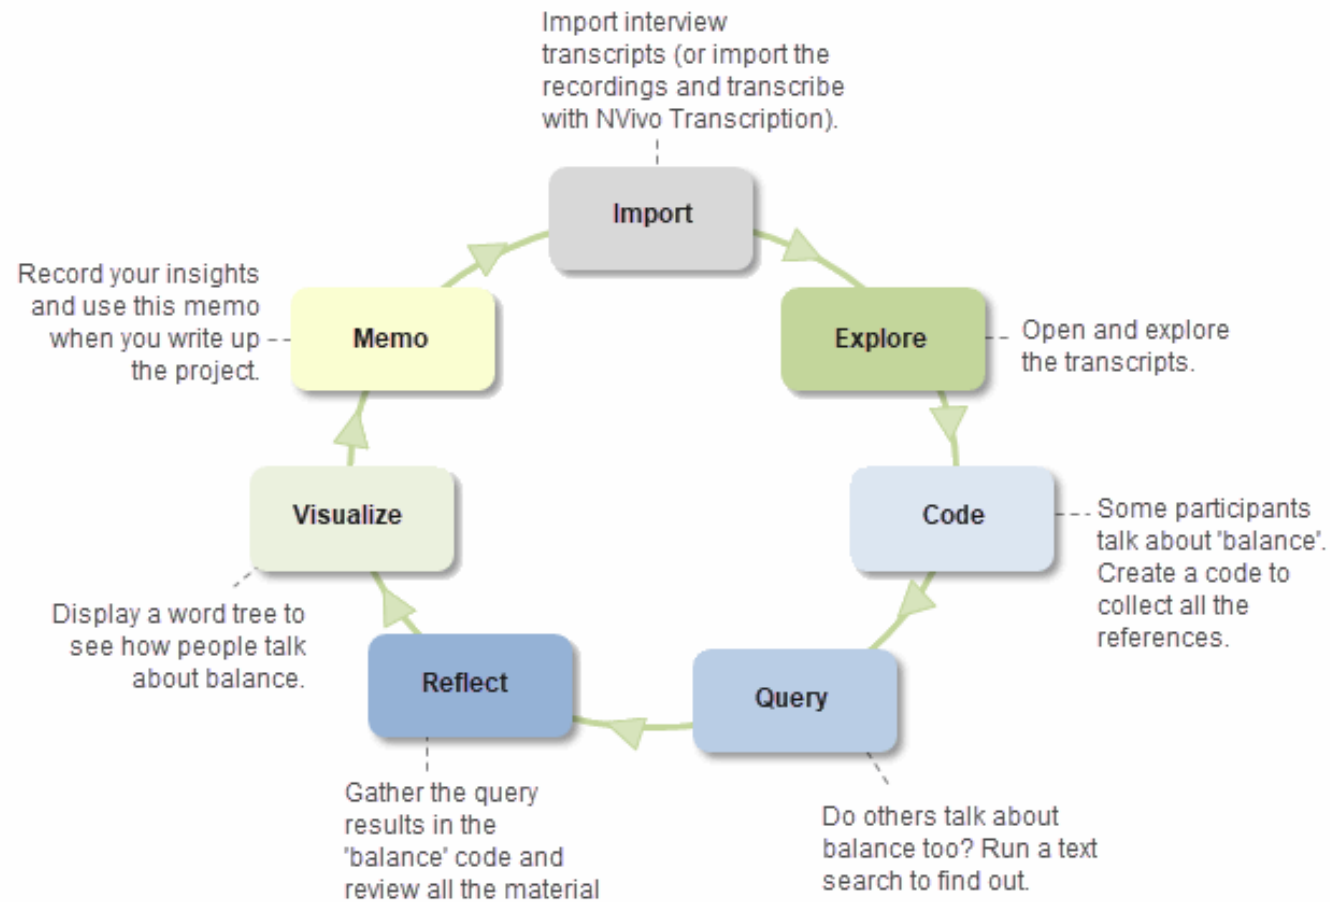 Import interview
transcripts (or import the
recordings and transcribe
with NVivo Transcription).
Import
Explore
Open and explore
the transcripts.
Code
Some participants
talk about 'balance'.
Create a code to
collect all the
references.
Query
Do others talk about
balance too? Run a text
search to find out.
Reflect
Gather the query
results in the
'balance' code and
review all the material
Visualize
Display a word tree to
see how people talk
about balance.
Memo
Record your insights
and use this memo
when you write up
the project.